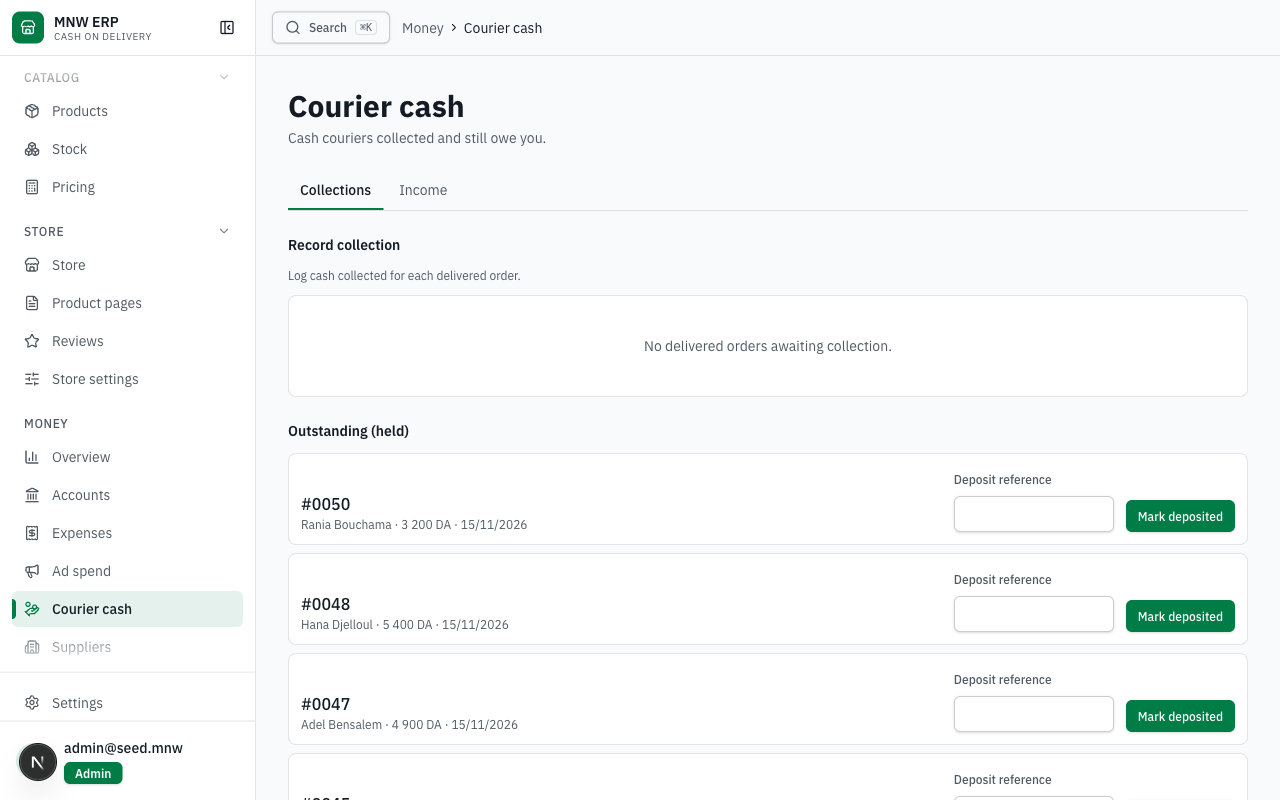 MNW ERP
CASH ON DELIVERY
Search ⌘K
Money > Courier cash
CATALOG
Products
Stock
Pricing
STORE
Store
Product pages
Reviews
Store settings
MONEY
Overview
Accounts
Expenses
Ad spend
Courier cash
Suppliers
Settings
N
admin@seed.mnw
Admin
Courier cash
Cash couriers collected and still owe you.
Collections Income
Record collection
Log cash collected for each delivered order.
No delivered orders awaiting collection.
Outstanding (held)
Deposit reference
#0050
Rania Bouchama · 3 200 DA · 15/11/2026
Mark deposited
Deposit reference
#0048
Hana Djelloul · 5 400 DA · 15/11/2026
Mark deposited
Deposit reference
#0047
Adel Bensalem · 4 900 DA · 15/11/2026
Mark deposited
Deposit reference